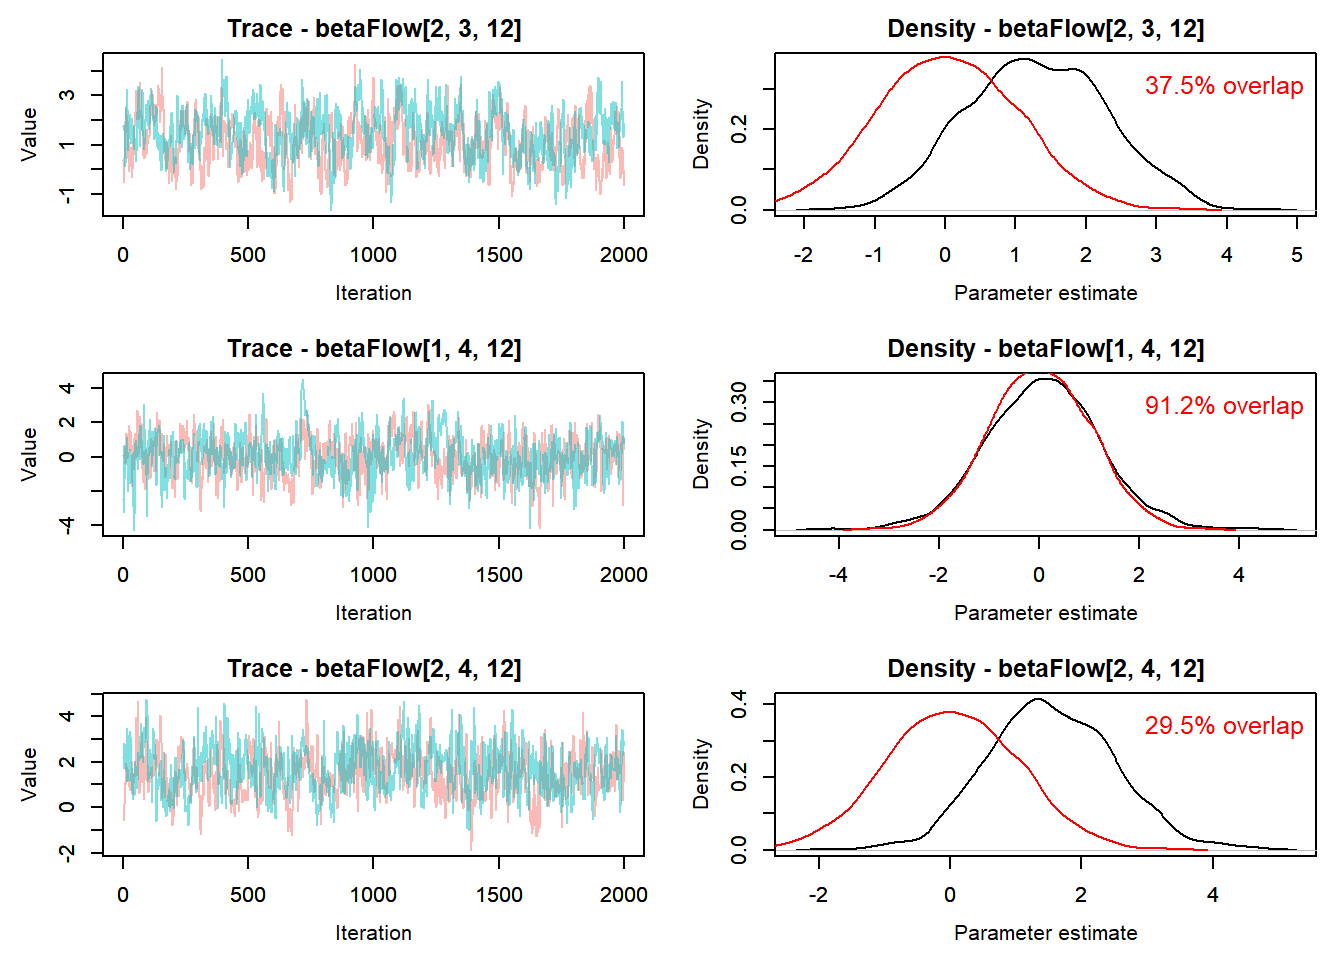 Trace - betaFlow[2, 3, 12]
Value
-1 1 3
0 500 1000 1500 2000
Iteration
Density - betaFlow[2, 3, 12]
37.5% overlap
Density
0.0 0.2
-2 -1 0 1 2 3 4 5
Parameter estimate
Trace - betaFlow[1, 4, 12]
Value
-4 0 2 4
0 500 1000 1500 2000
Iteration
Density - betaFlow[1, 4, 12]
91.2% overlap
Density
0.00 0.15 0.30
-4 -2 0 2 4
Parameter estimate
Trace - betaFlow[2, 4, 12]
Value
-2 0 2 4
0 500 1000 1500 2000
Iteration
Density - betaFlow[2, 4, 12]
29.5% overlap
Density
0.0 0.2 0.4
-2 0 2 4
Parameter estimate